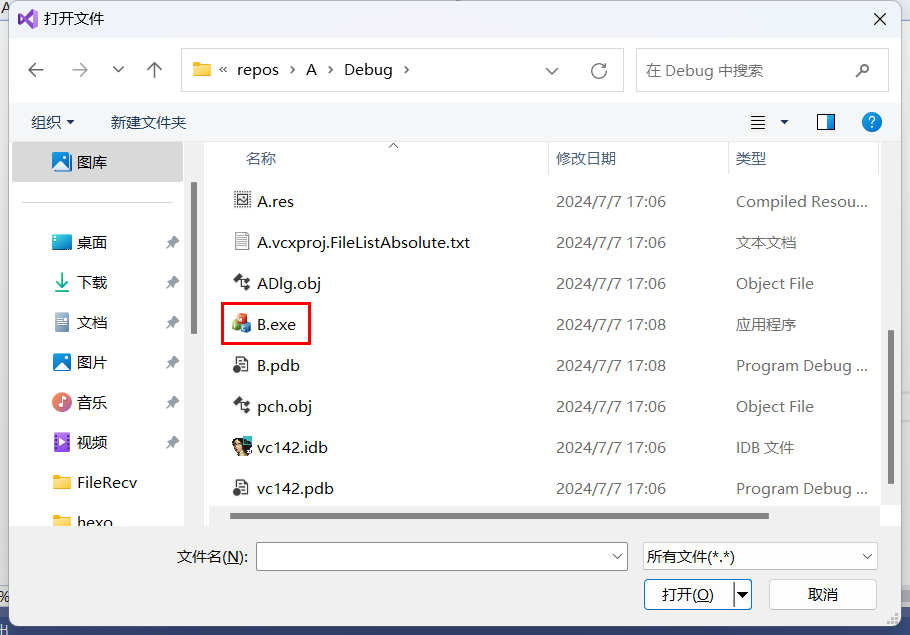 打开文件
« repos › A › Debug ›
在 Debug 中搜索
组织 新建文件夹
名称 修改日期 类型
图库
桌面
下载
文档
图片
音乐
视频
FileRecv
hexo
A.res 2024/7/7 17:06 Compiled Resou...
A.vcxproj.FileListAbsolute.txt 2024/7/7 17:06 文本文档
ADlg.obj 2024/7/7 17:06 Object File
B.exe 2024/7/7 17:08 应用程序
B.pdb 2024/7/7 17:08 Program Debug ...
pch.obj 2024/7/7 17:06 Object File
vc142.idb 2024/7/7 17:06 IDB 文件
vc142.pdb 2024/7/7 17:06 Program Debug ...
文件名(N): 所有文件(*.*)
打开(O) 取消